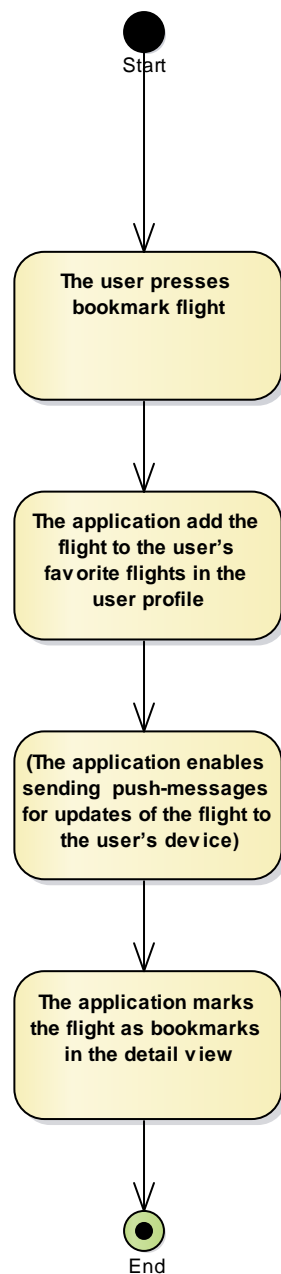 Start
The user presses
bookmark flight
The application add the
flight to the user's
favorite flights in the
user profile
(The application enables
sending push-messages
for updates of the flight to
the user's device)
The application marks
the flight as bookmarks
in the detail view
End